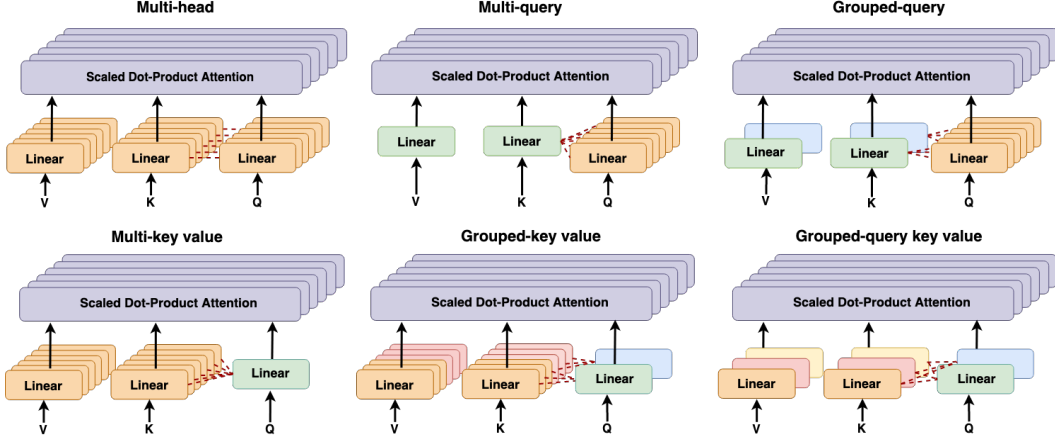 Multi-head
Multi-query
Grouped-query
Scaled Dot-Product Attention
Scaled Dot-Product Attention
Scaled Dot-Product Attention
Linear
Linear
Linear
Linear
Linear
Linear
Linear
Linear
Linear
V
K
Q
V
K
Q
V
K
Q
Multi-key value
Grouped-key value
Grouped-query key value
Scaled Dot-Product Attention
Scaled Dot-Product Attention
Scaled Dot-Product Attention
Linear
Linear
Linear
Linear
Linear
Linear
Linear
Linear
Linear
V
K
Q
V
K
Q
V
K
Q